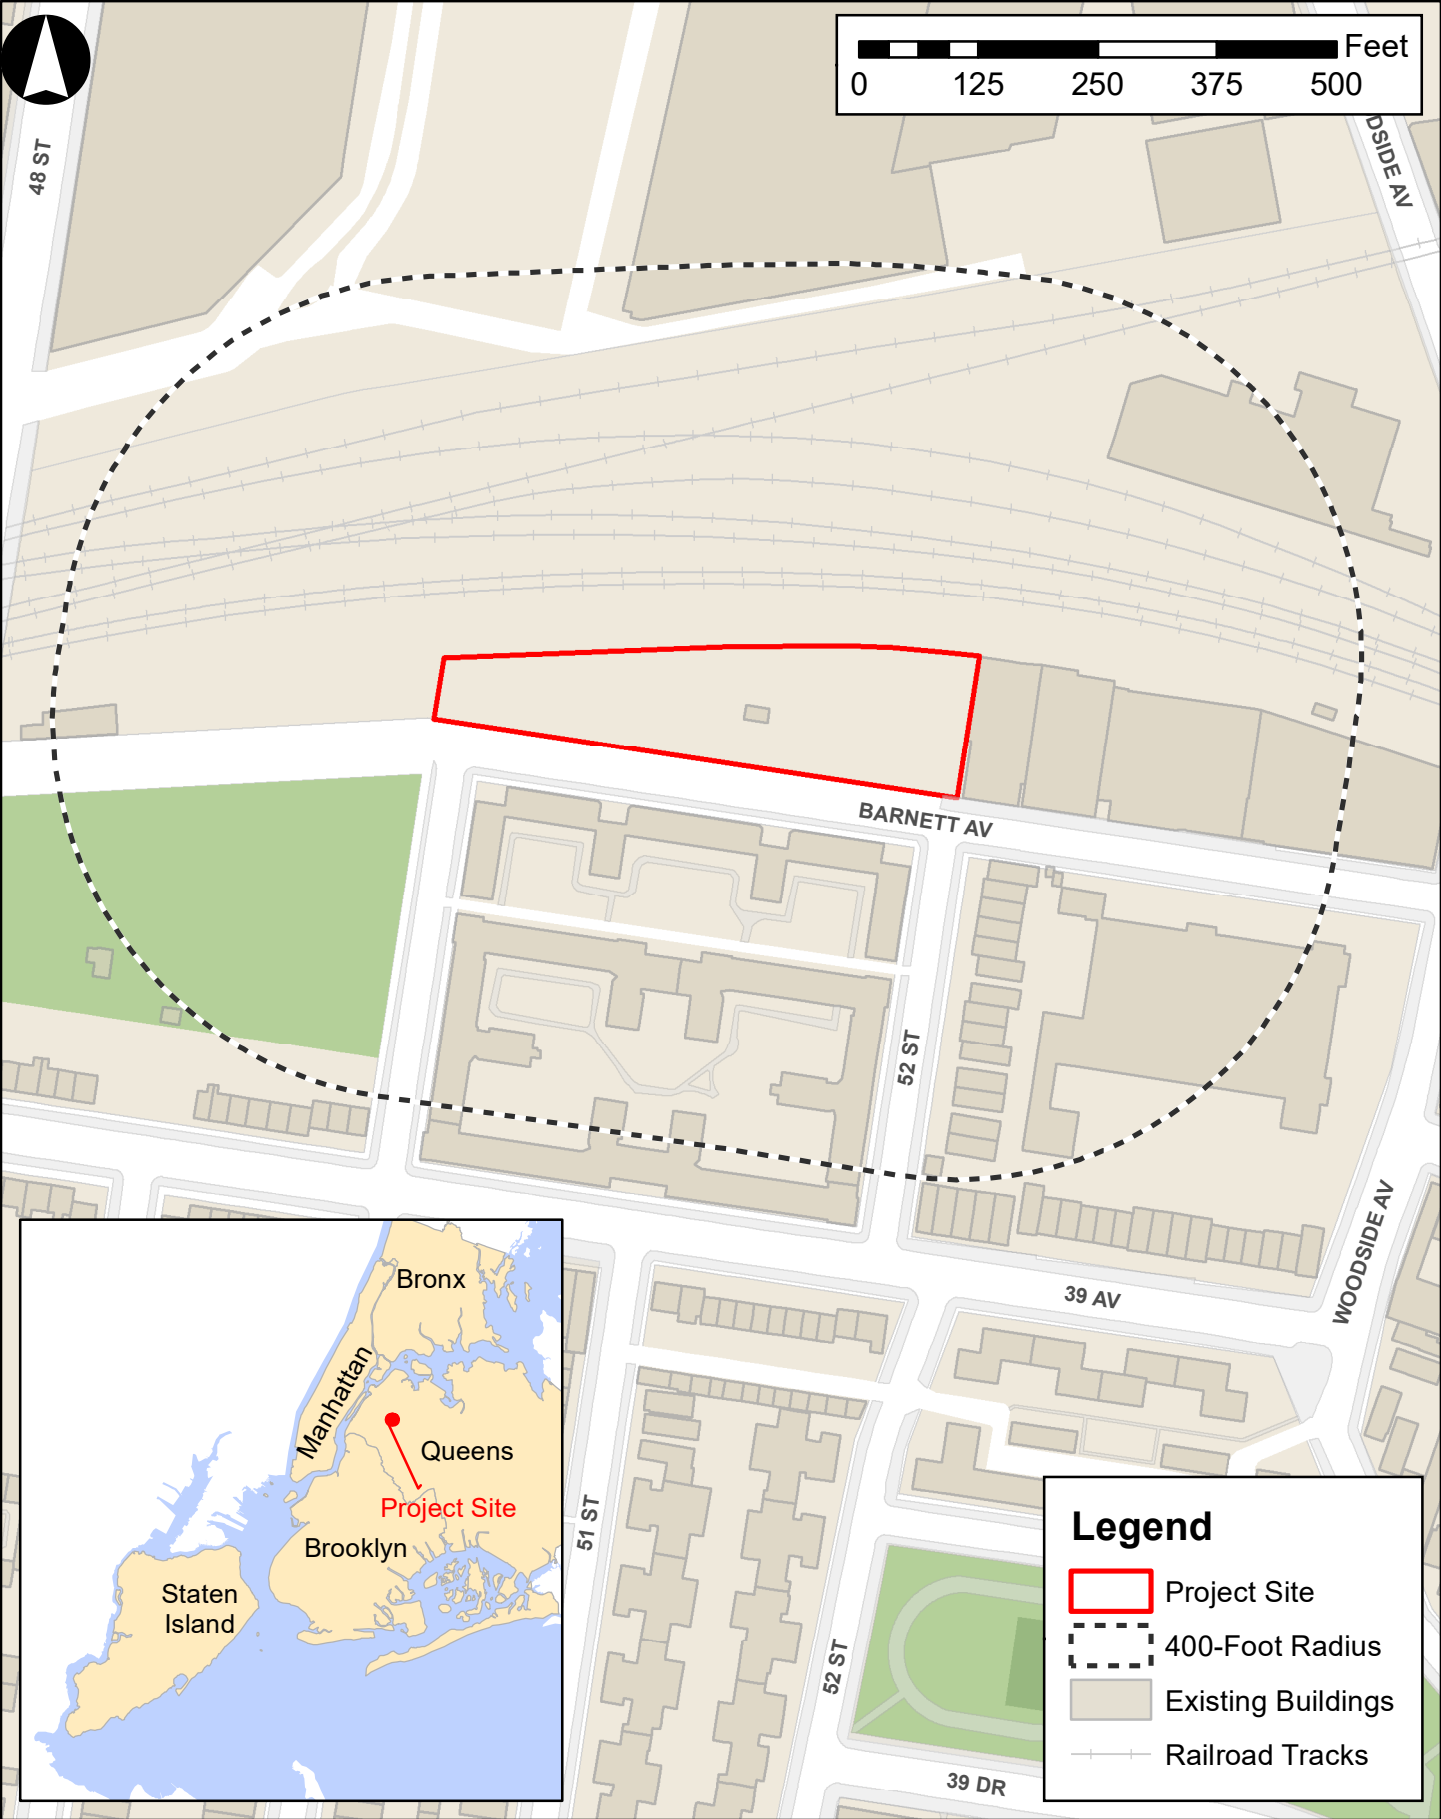 Feet
0 125 250 375 500
48 ST
DSIDE AV
BARNETT AV
52 ST
WOODSIDE AV
39 AV
51 ST
52 ST
39 DR
Bronx
Manhattan
Queens
Project Site
Brooklyn
Staten
Island
Legend
Project Site
400-Foot Radius
Existing Buildings
Railroad Tracks